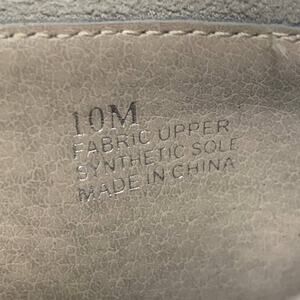 10M
FABRIC UPPER
SYNTHETIC SOLE
MADE IN CHINA